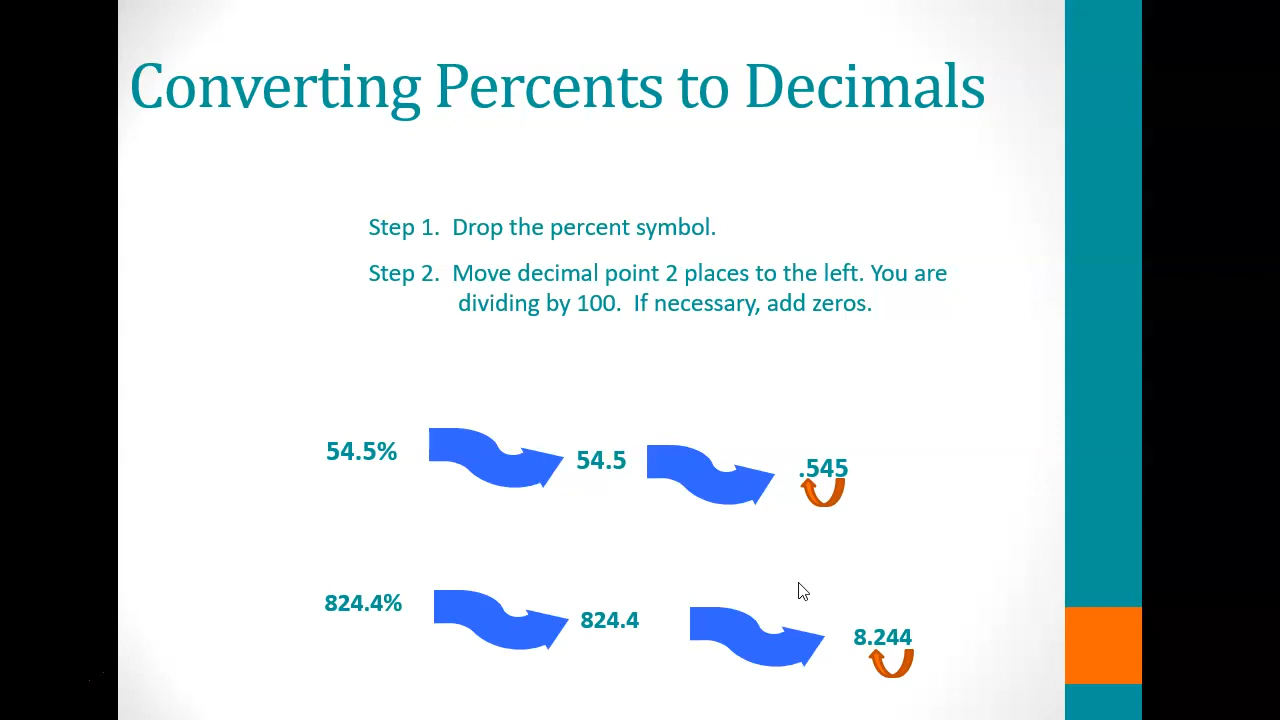 Converting Percents to Decimals
Step 1. Drop the percent symbol.
Step 2. Move decimal point 2 places to the left. You are
dividing by 100. If necessary, add zeros.
54.5% 54.5 .545
824.4% 824.4 8.244